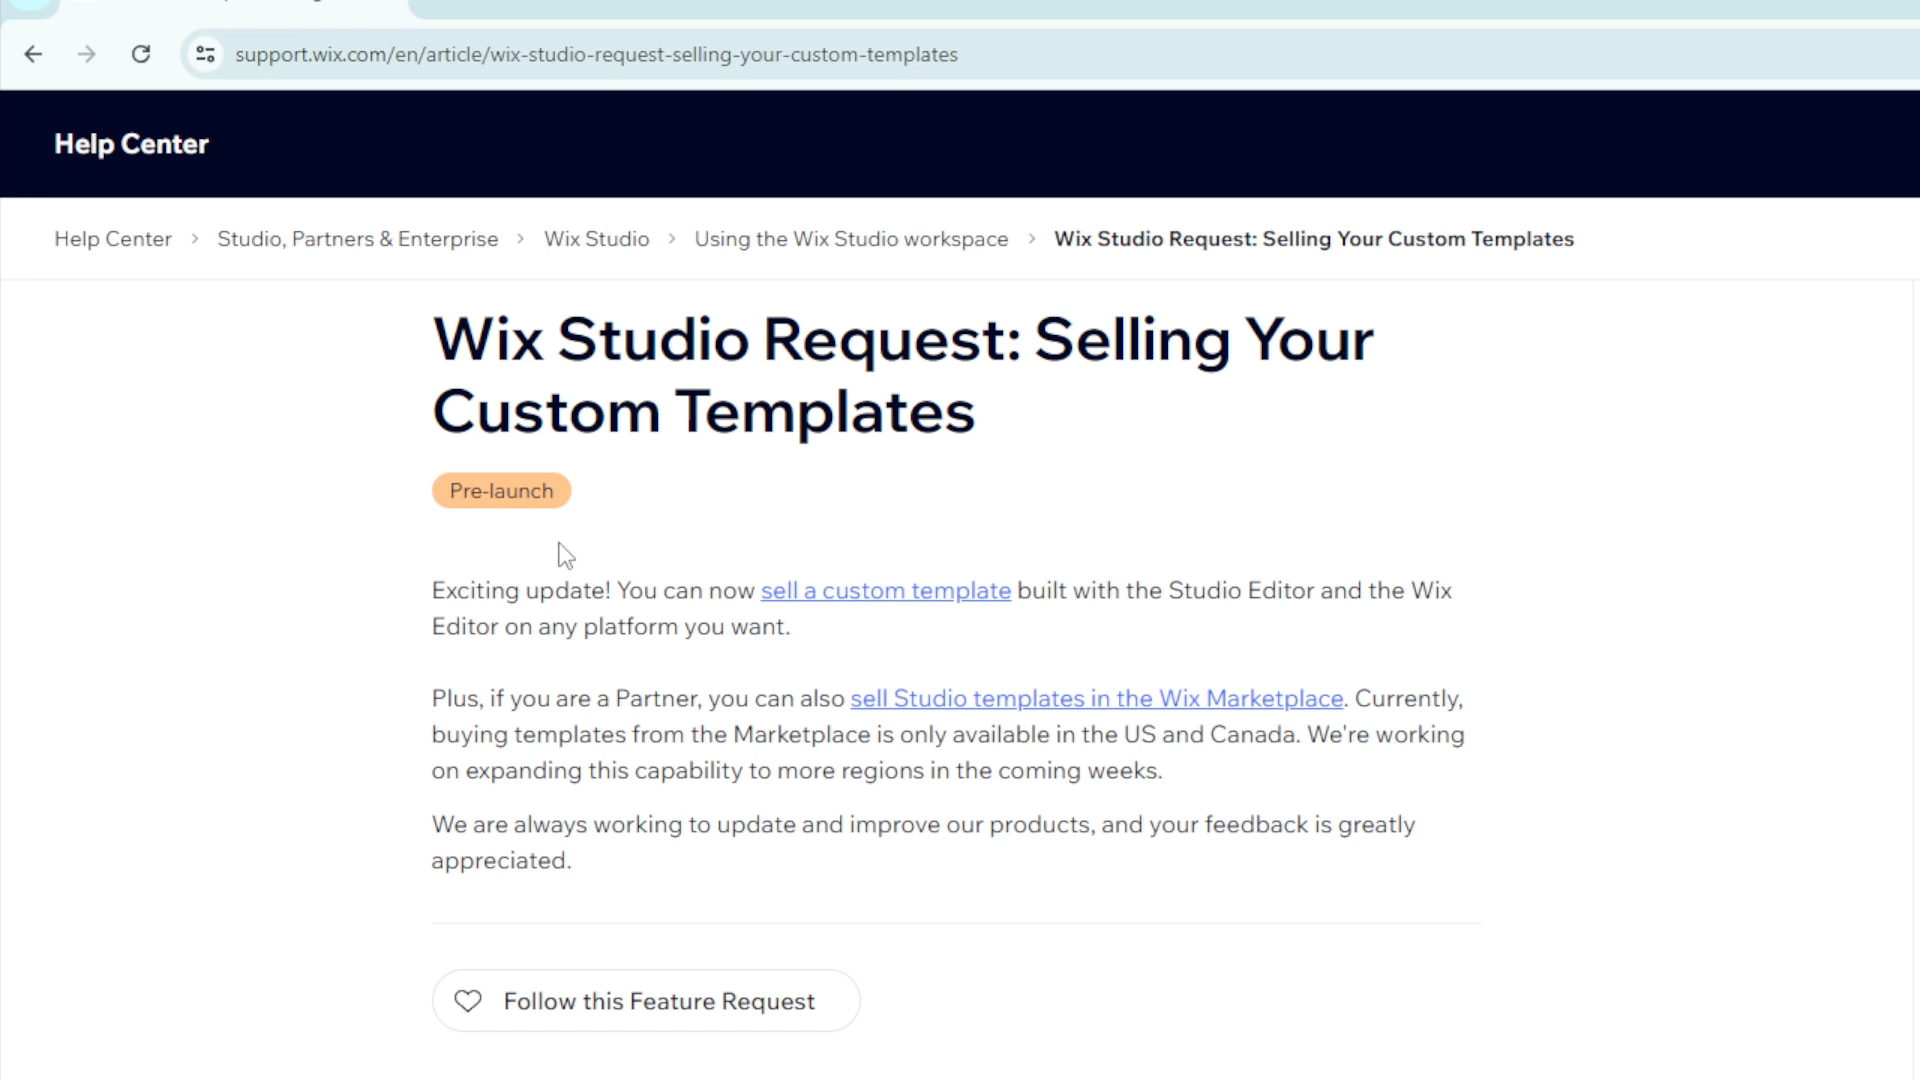 support.wix.com/en/article/wix-studio-request-selling-your-custom-templates
Help Center
Help Center > Studio, Partners & Enterprise > Wix Studio > Using the Wix Studio workspace > Wix Studio Request: Selling Your Custom Templates
Wix Studio Request: Selling Your
Custom Templates
Pre-launch
Exciting update! You can now sell a custom template built with the Studio Editor and the Wix
Editor on any platform you want.
Plus, if you are a Partner, you can also sell Studio templates in the Wix Marketplace. Currently,
buying templates from the Marketplace is only available in the US and Canada. We're working
on expanding this capability to more regions in the coming weeks.
We are always working to update and improve our products, and your feedback is greatly
appreciated.
Follow this Feature Request